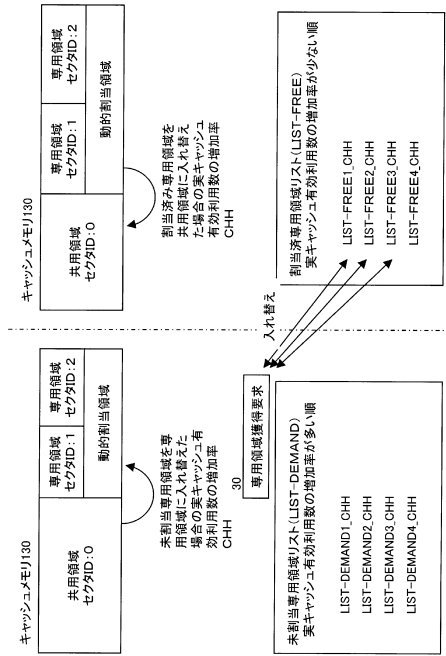 キャッシュメモリ130
共用領域
セクタID:0
専用領域
セクタID:1
専用領域
セクタID:2
動的割当領域
未割当専用領域を専
用領域に入れ替えた
場合の実キャッシュ有
効利用数の増加率
CHH
30
専用領域獲得要求
未割当専用領域リスト(LIST-DEMAND)
実キャッシュ有効利用数の増加率が多い順
LIST-DEMAND1_CHH
LIST-DEMAND2_CHH
LIST-DEMAND3_CHH
LIST-DEMAND4_CHH
入れ替え
キャッシュメモリ130
共用領域
セクタID:0
専用領域
セクタID:1
専用領域
セクタID:2
動的割当領域
割当済み専用領域を
共用領域に入れ替え
た場合の実キャッシュ
有効利用数の増加率
CHH
割当済専用領域リスト(LIST-FREE)
実キャッシュ有効利用数の増加率が少ない順
LIST-FREE1_CHH
LIST-FREE2_CHH
LIST-FREE3_CHH
LIST-FREE4_CHH